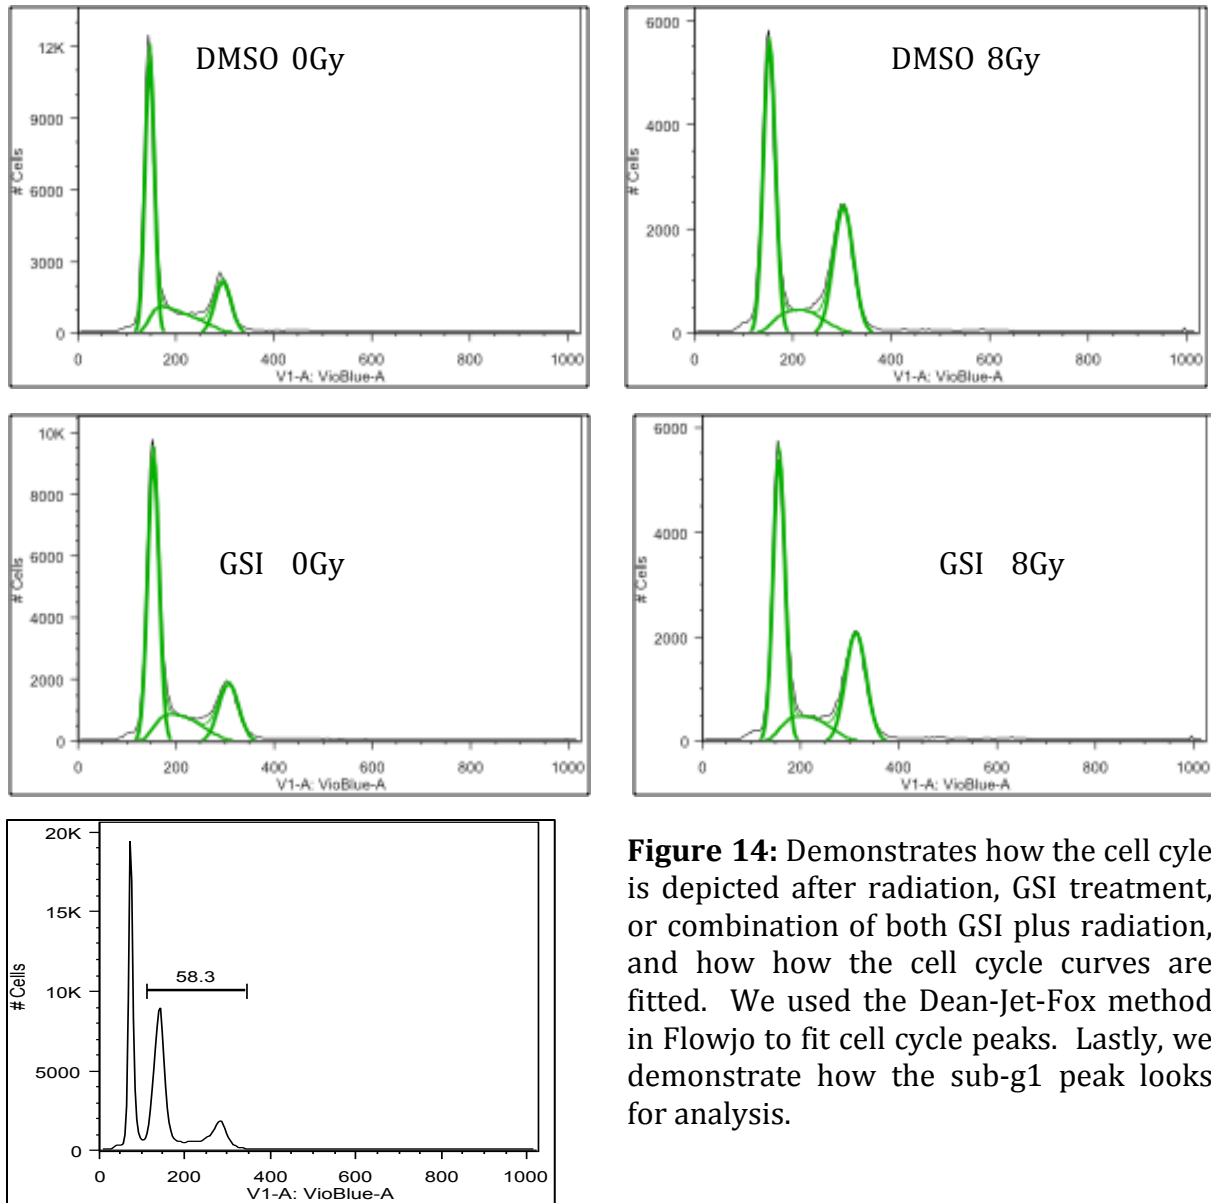 DMSO 0Gy
12K
9000
6000
3000
0
# Cells
0 200 400 600 800 1000
V1-A: VioBlue-A
DMSO 8Gy
6000
4000
2000
0
# Cells
0 200 400 600 800 1000
V1-A: VioBlue-A
GSI 0Gy
10K
8000
6000
4000
2000
0
# Cells
0 200 400 600 800 1000
V1-A: VioBlue-A
GSI 8Gy
6000
4000
2000
0
# Cells
0 200 400 600 800 1000
V1-A: VioBlue-A
20K
15K
10K
5000
0
# Cells
58.3
0 200 400 600 800 1000
V1-A: VioBlue-A
Figure 14: Demonstrates how the cell cyle
is depicted after radiation, GSI treatment,
or combination of both GSI plus radiation,
and how how the cell cycle curves are
fitted. We used the Dean-Jet-Fox method
in Flowjo to fit cell cycle peaks. Lastly, we
demonstrate how the sub-g1 peak looks
for analysis.